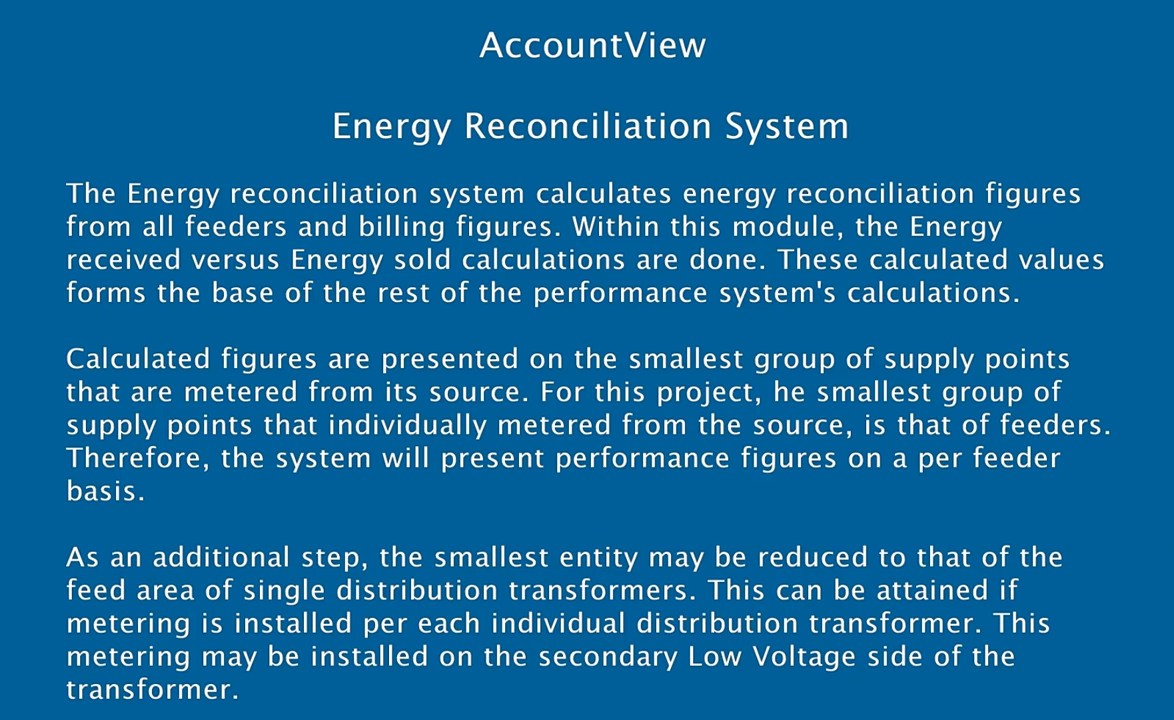 AccountView
Energy Reconciliation System
The Energy reconciliation system calculates energy reconciliation figures
from all feeders and billing figures. Within this module, the Energy
received versus Energy sold calculations are done. These calculated values
forms the base of the rest of the performance system's calculations.
Calculated figures are presented on the smallest group of supply points
that are metered from its source. For this project, he smallest group of
supply points that individually metered from the source, is that of feeders.
Therefore, the system will present performance figures on a per feeder
basis.
As an additional step, the smallest entity may be reduced to that of the
feed area of single distribution transformers. This can be attained if
metering is installed per each individual distribution transformer. This
metering may be installed on the secondary Low Voltage side of the
transformer.